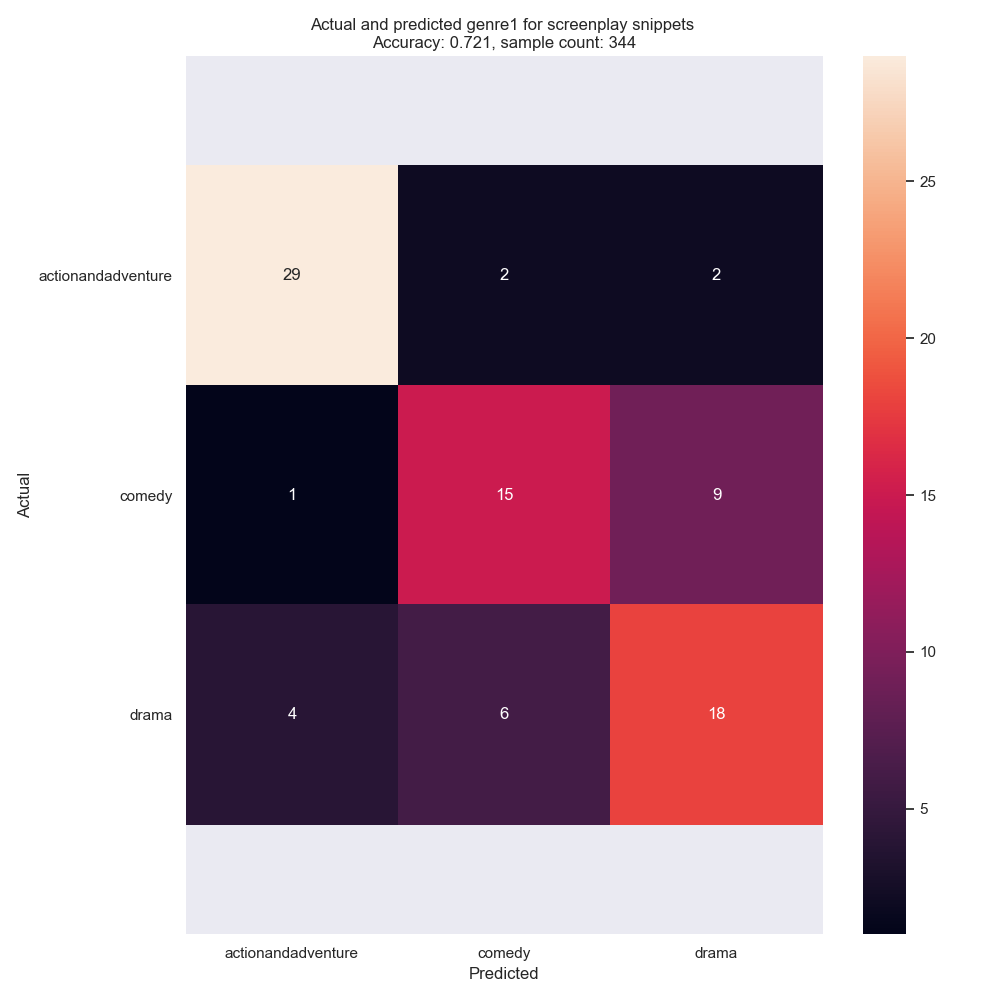 Actual and predicted genre1 for screenplay snippets
Accuracy: 0.721, sample count: 344
actionandadventure 29 2 2
comedy 1 15 9
drama 4 6 18
Actual
actionandadventure comedy drama
Predicted
25
20
15
10
5